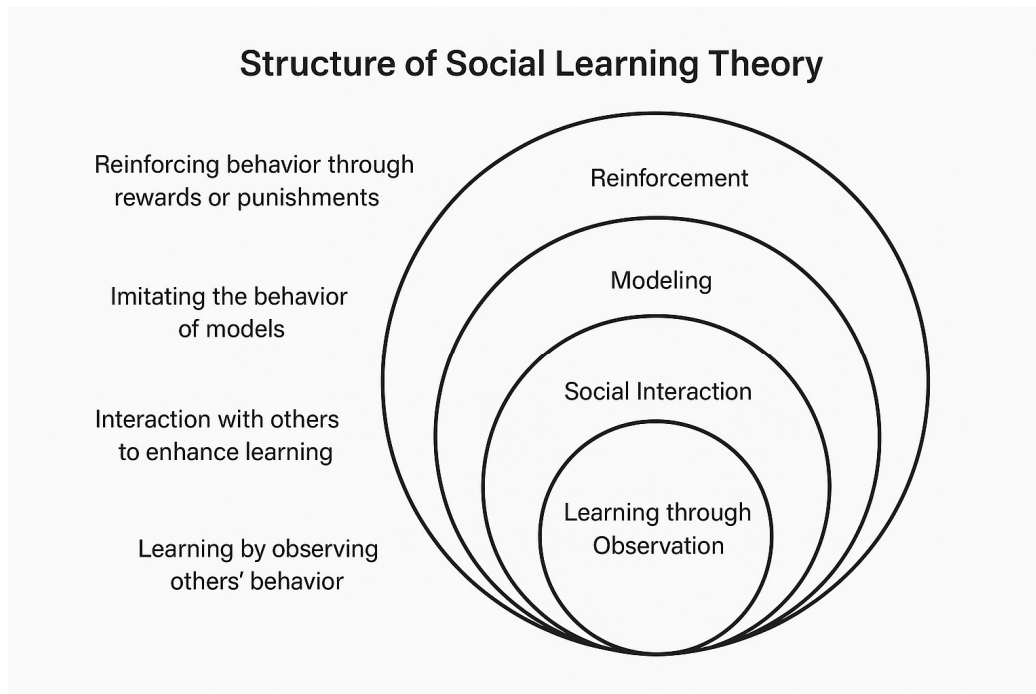 Structure of Social Learning Theory
Reinforcing behavior through
rewards or punishments
Reinforcement
Imitating the behavior
of models
Modeling
Interaction with others
to enhance learning
Social Interaction
Learning by observing
others’ behavior
Learning through
Observation